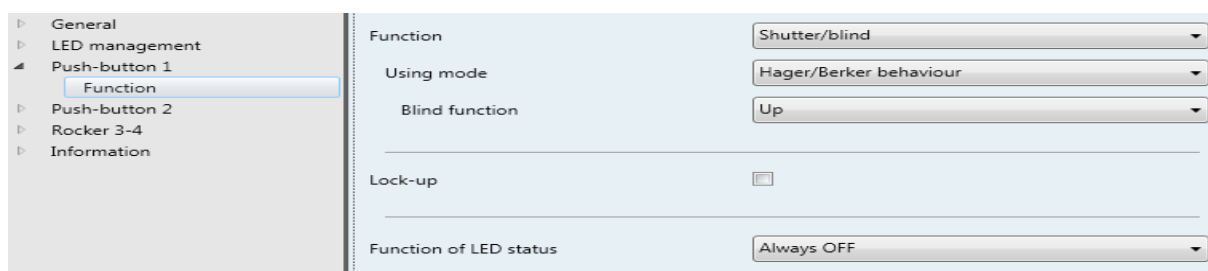 General
LED management
Push-button 1
Function
Push-button 2
Rocker 3-4
Information
Function
Shutter/blind
Using mode
Hager/Berker behaviour
Blind function
Up
Lock-up
Function of LED status
Always OFF